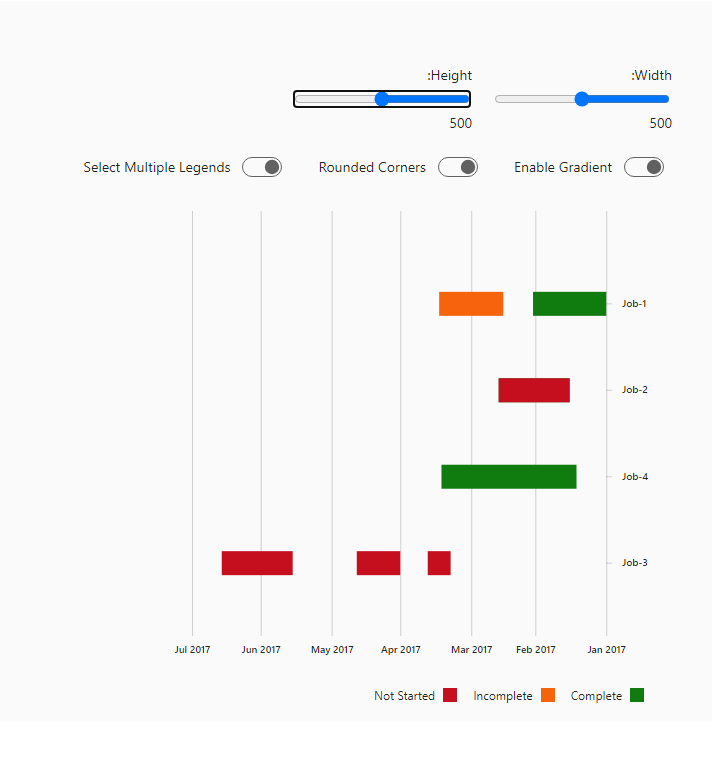 :Height
:Width
500
500
Select Multiple Legends
Rounded Corners
Enable Gradient
Job-1
Job-2
Job-4
Job-3
Jul 2017
Jun 2017
May 2017
Apr 2017
Mar 2017
Feb 2017
Jan 2017
Not Started
Incomplete
Complete